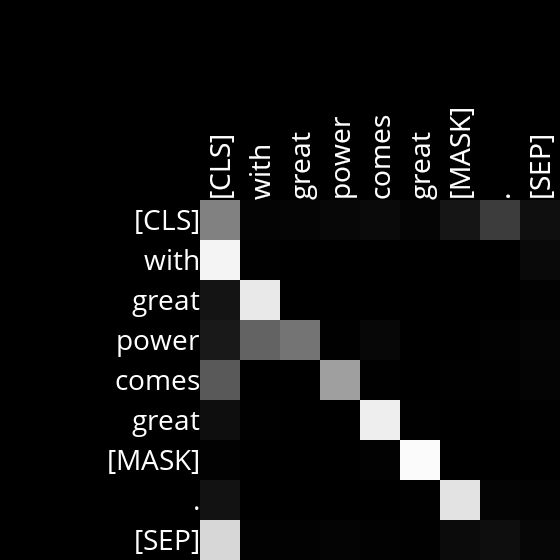 [CLS]
with
great
power
comes
great
[MASK]
.
[SEP]
[CLS]
with
great
power
comes
great
[MASK]
.
[SEP]